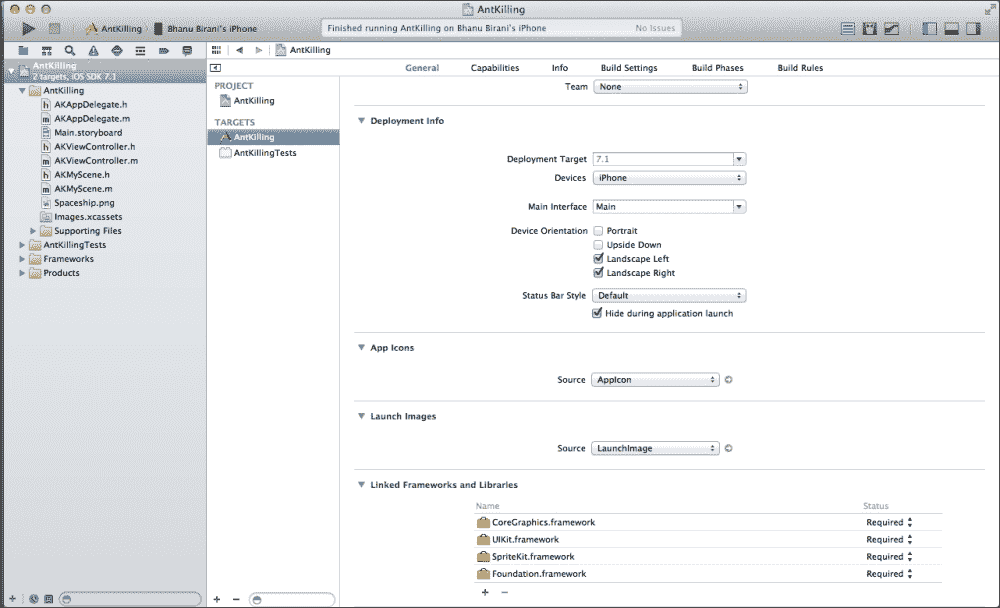 AntKilling
AntKilling Bhanu Birani's iPhone
Finished running AntKilling on Bhanu Birani's iPhone No Issues
AntKilling
AntKilling
2 targets, iOS SDK 7.1
AntKilling
AKAppDelegate.h
AKAppDelegate.m
Main.storyboard
AKViewController.h
AKViewController.m
AKMyScene.h
AKMyScene.m
Spaceship.png
Images.xcassets
Supporting Files
AntKillingTests
Frameworks
Products
PROJECT
AntKilling
TARGETS
AntKilling
AntKillingTests
General Capabilities Info Build Settings Build Phases Build Rules
Team None
Deployment Info
Deployment Target 7.1
Devices iPhone
Main Interface Main
Device Orientation Portrait
Upside Down
Landscape Left
Landscape Right
Status Bar Style Default
Hide during application launch
App Icons
Source AppIcon
Launch Images
Source LaunchImage
Linked Frameworks and Libraries
Name Status
CoreGraphics.framework Required
UIKit.framework Required
SpriteKit.framework Required
Foundation.framework Required